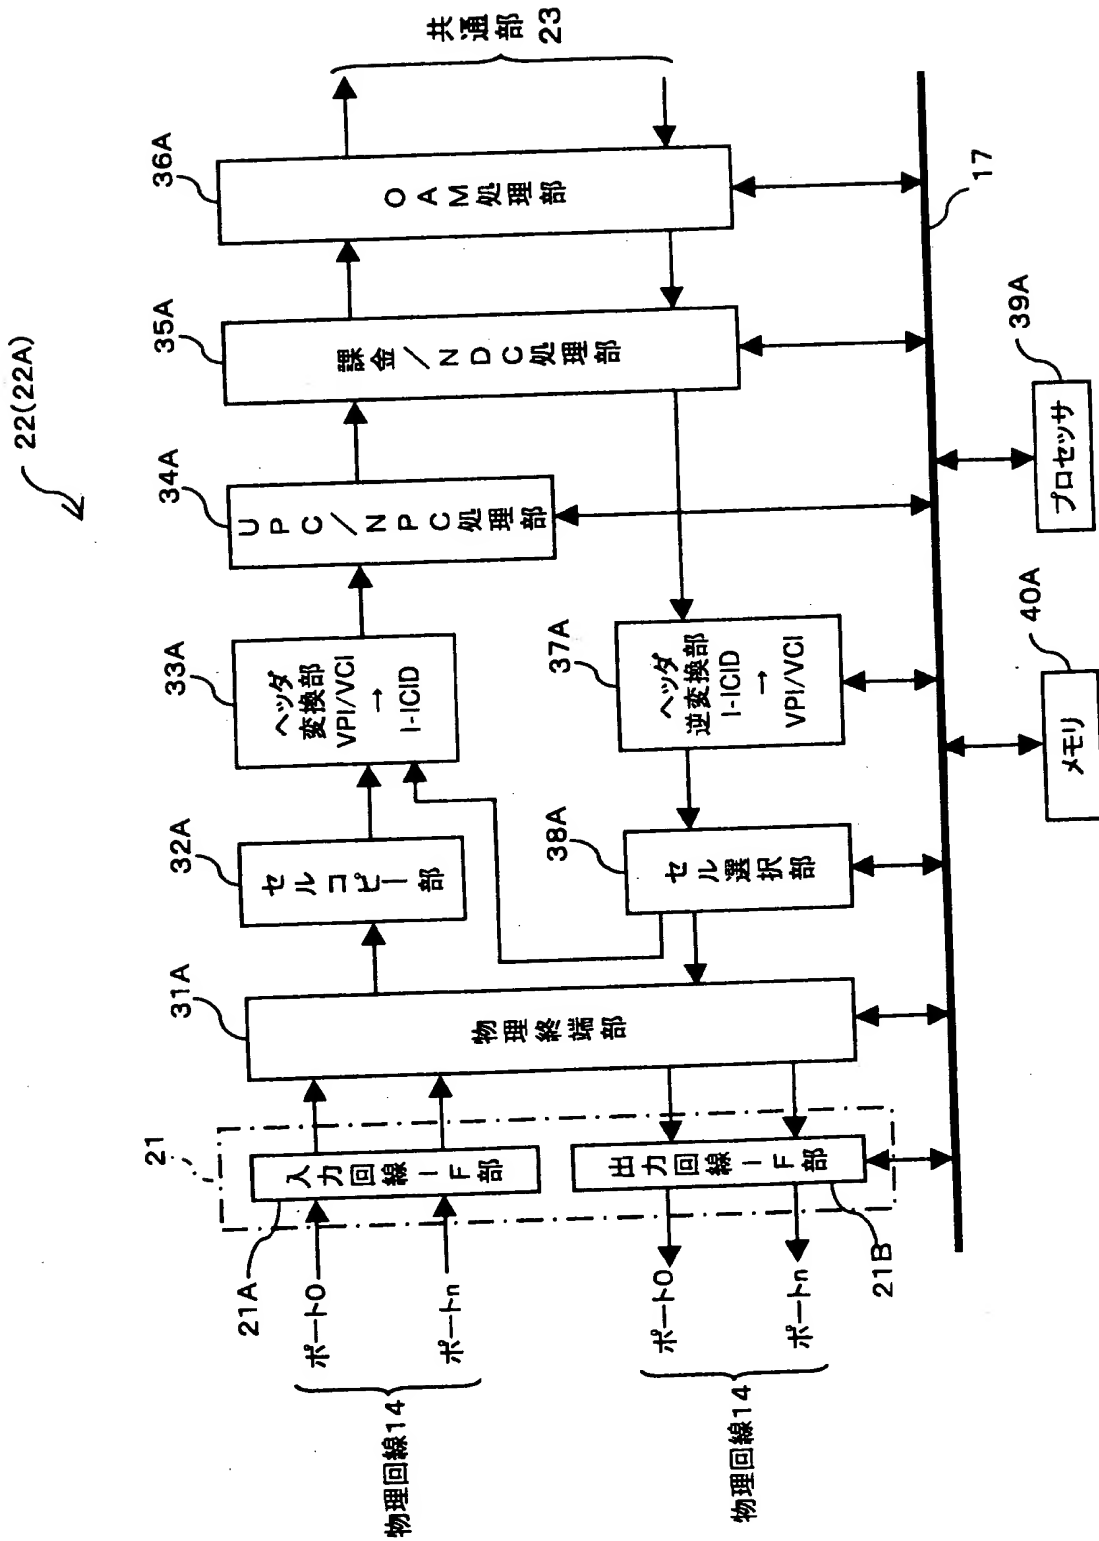 22(22A)
共通部
23
36A
OAM処理部
35A
課金/NDC処理部
34A
UPC/NPC処理部
33A
ヘッダ
変換部
VPI/VCI
→
I-ICID
32A
セルコピー部
31A
物理終端部
37A
ヘッダ
逆変換部
I-ICID
→
VPI/VCI
38A
セル選択部
21
21A
入力回線IF部
出力回線IF部
21B
ポート0
ポートn
物理回線14
ポート0
ポートn
物理回線14
17
39A
プロセッサ
40A
メモリ